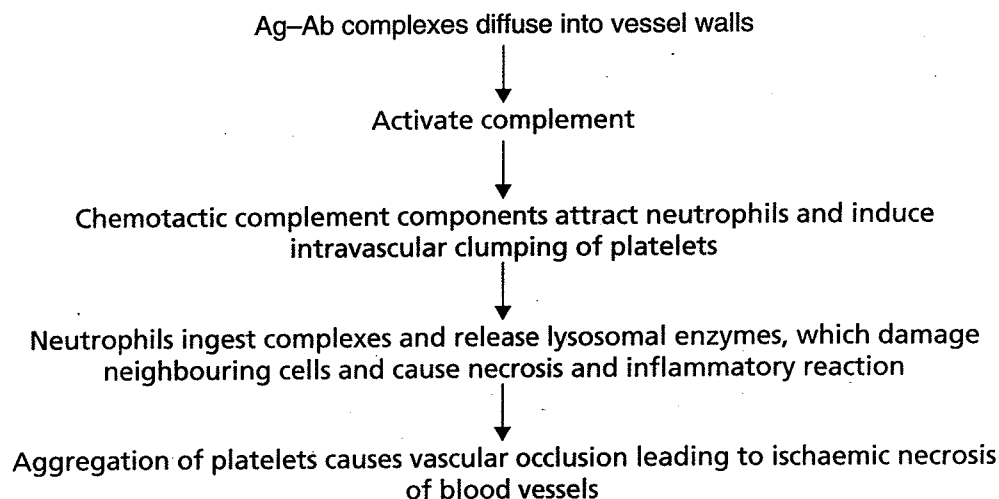 Ag–Ab complexes diffuse into vessel walls
Activate complement
Chemotactic complement components attract neutrophils and induce
intravascular clumping of platelets
Neutrophils ingest complexes and release lysosomal enzymes, which damage
neighbouring cells and cause necrosis and inflammatory reaction
Aggregation of platelets causes vascular occlusion leading to ischaemic necrosis
of blood vessels